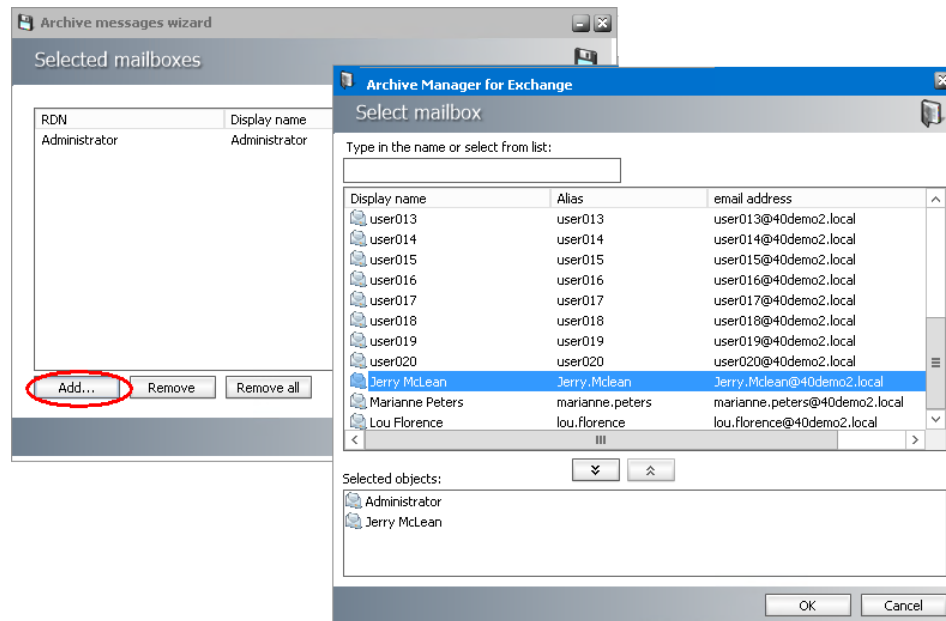 Archive messages wizard
Selected mailboxes
RDN Display name
Administrator Administrator
Add... Remove Remove all
Archive Manager for Exchange
Select mailbox
Type in the name or select from list:
Display name Alias email address
user013 user013 user013@40demo2.local
user014 user014 user014@40demo2.local
user015 user015 user015@40demo2.local
user016 user016 user016@40demo2.local
user017 user017 user017@40demo2.local
user018 user018 user018@40demo2.local
user019 user019 user019@40demo2.local
user020 user020 user020@40demo2.local
Jerry McLean Jerry.Mclean Jerry.Mclean@40demo2.local
Marianne Peters marianne.peters marianne.peters@40demo2.local
Lou Florence lou.florence lou.florence@40demo2.local
Selected objects:
Administrator
Jerry McLean
OK Cancel